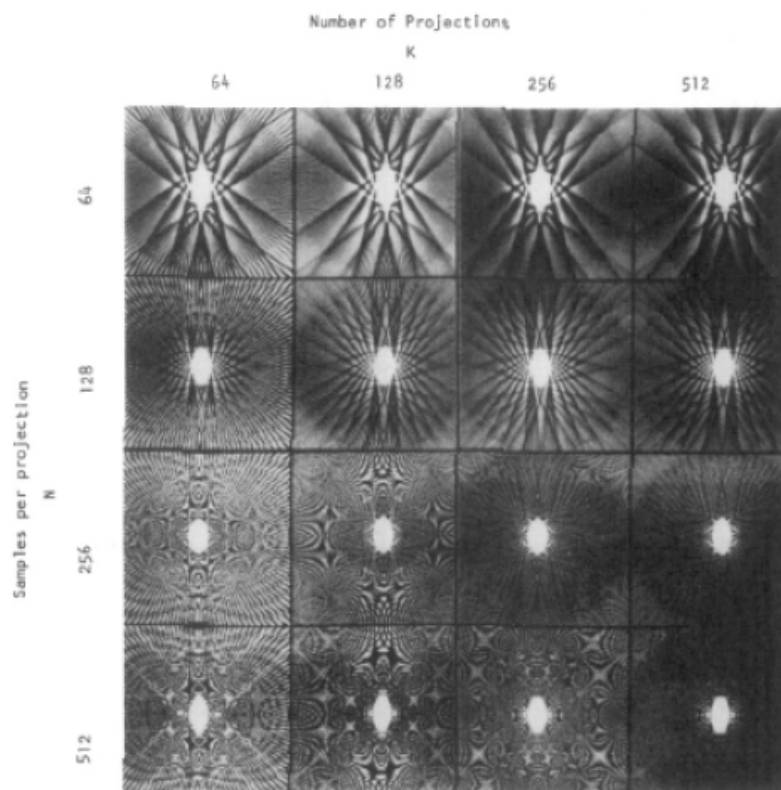 Number of Projections
K
64 128 256 512
64
128
Samples per projection
N
256
512